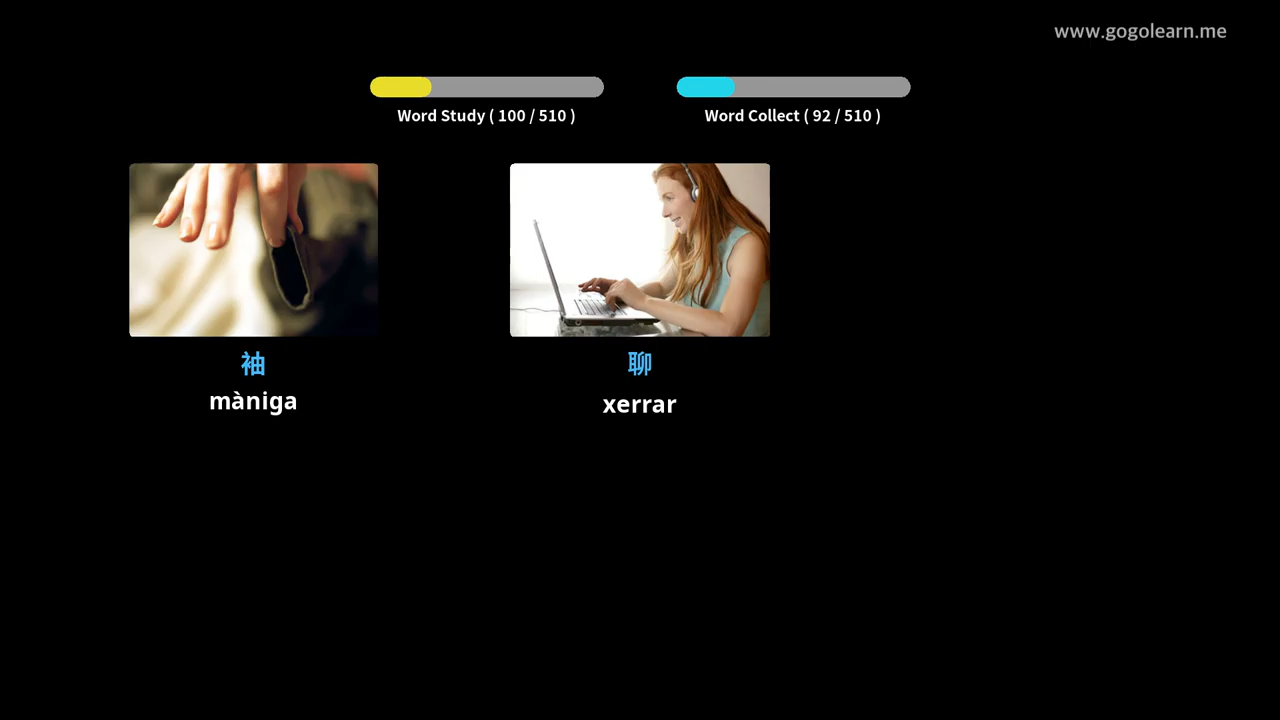 www.gogolearn.me
Word Study ( 100 / 510 )
Word Collect ( 92 / 510 )
袖
màniga
聊
xerrar